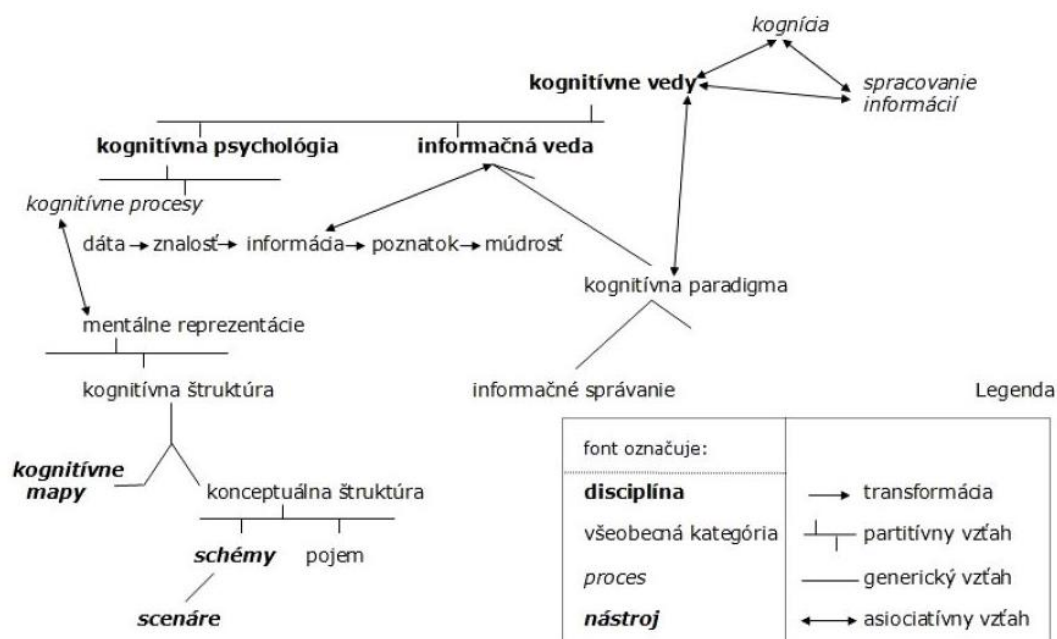 kognícia
kognitívne vedy
spracovanie
informácií
kognitívna psychológia
informačná veda
kognitívne procesy
dáta
znalosť
informácia
poznatok
múdrosť
kognitívna paradigma
mentálne reprezentácie
kognitívna štruktúra
informačné správanie
Legenda
kognitívne
mapy
konceptuálna štruktúra
schémy
pojem
scenáre
font označuje:
disciplína
transformácia
všeobecná kategória
partitívny vzťah
proces
generický vzťah
nástroj
asiociatívny vzťah